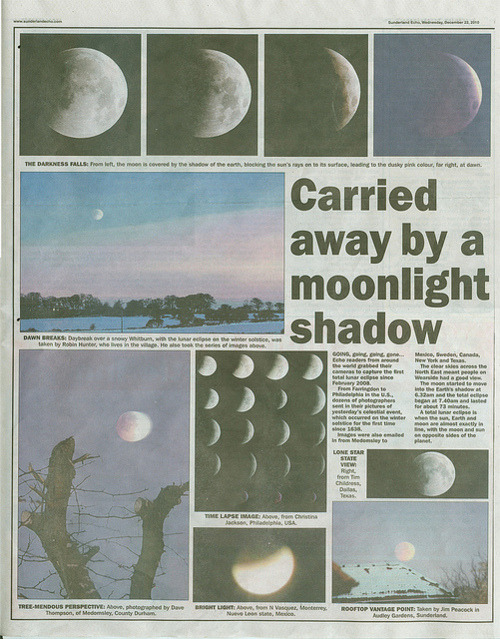 www.sunderlandecho.com
Sunderland Echo, Wednesday, December 22, 2010
THE DARKNESS FALLS: From left, the moon is covered by the shadow of the earth, blocking the sun's rays on to its surface, leading to the dusky pink colour, far right, at dawn.
Carried
away by a
moonlight
shadow
DAWN BREAKS: Daybreak over a snowy Whitburn, with the lunar eclipse on the winter solstice, was
taken by Robin Hunter, who lives in the village. He also took the series of images above.
GOING, going, going, gone...
Echo readers from around
the world grabbed their
cameras to capture the first
total lunar eclipse since
February 2008.
From Farringdon to
Philadelphia in the U.S.,
dozens of photographers
sent in their pictures of
yesterday's celestial event,
which occurred on the winter
solstice for the first time
since 1638.
Images were also emailed
in from Medomsley to
Mexico, Sweden, Canada,
New York and Texas.
The clear skies across the
North East meant people on
Wearside had a good view.
The moon started to move
into the Earth's shadow at
6.32am and the total eclipse
began at 7.40am and lasted
for about 73 minutes.
A total lunar eclipse is
when the sun, Earth and
moon are almost exactly in
line, with the moon and sun
on opposite sides of the
planet.
LONE STAR
STATE
VIEW:
Right,
from Tim
Childress,
Dallas,
Texas.
TIME LAPSE IMAGE: Above, from Christina
Jackson, Philadelphia, USA.
TREE-MENDOUS PERSPECTIVE: Above, photographed by Dave
Thompson, of Medomsley, County Durham.
BRIGHT LIGHT: Above, from N Vasquez, Monterrey,
Nuevo Leon state, Mexico.
ROOFTOP VANTAGE POINT: Taken by Jim Peacock in
Audley Gardens, Sunderland.